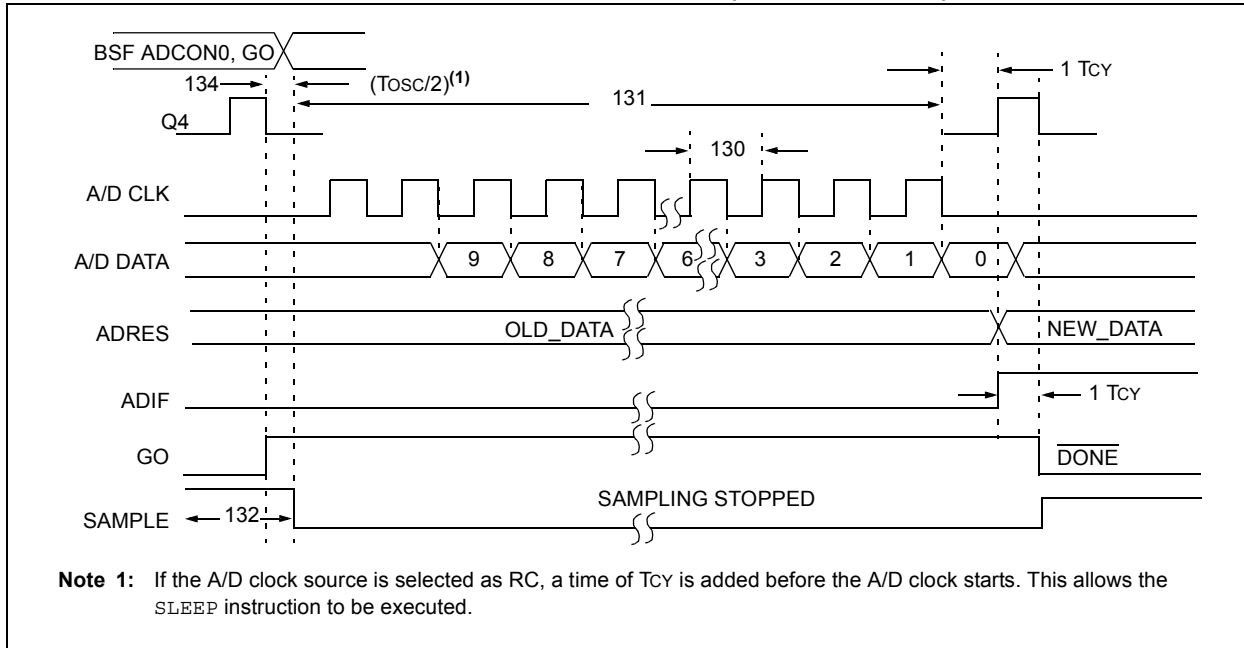 BSF ADCON0, GO
134
(TOSC/2)(1)
131
1 TCY
Q4
130
A/D CLK
A/D DATA
9 8 7 6 3 2 1 0
ADRES
OLD_DATA
NEW_DATA
ADIF
1 TCY
GO
DONE
SAMPLING STOPPED
SAMPLE
132
Note 1: If the A/D clock source is selected as RC, a time of TCY is added before the A/D clock starts. This allows the
SLEEP instruction to be executed.